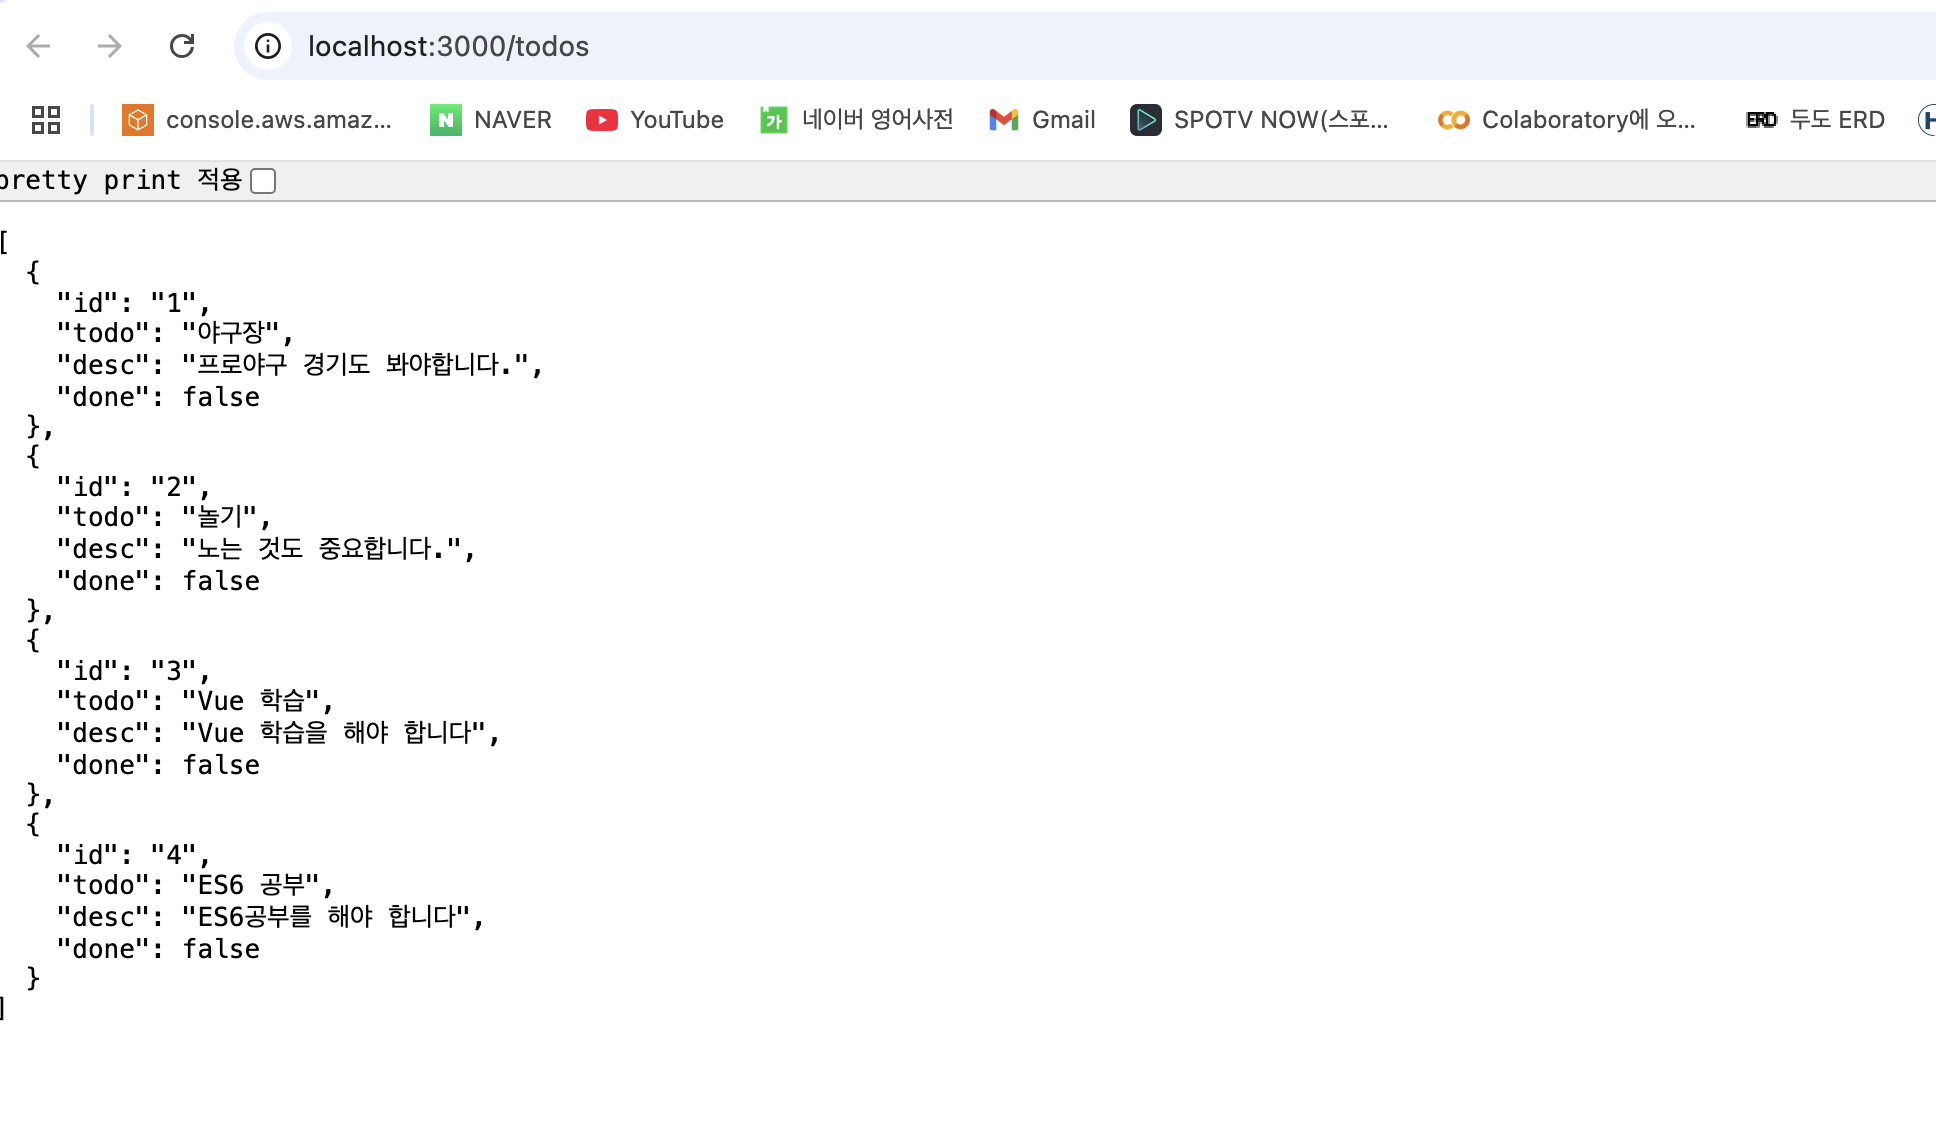 localhost:3000/todos
console.aws.amaz... NAVER YouTube 네이버 영어사전 Gmail SPOTV NOW(스포... Colaboratory에 오... ERD 두도 ERD
pretty print 적용
[
  {
    "id": "1",
    "todo": "야구장",
    "desc": "프로야구 경기도 봐야합니다.",
    "done": false
  },
  {
    "id": "2",
    "todo": "놀기",
    "desc": "노는 것도 중요합니다.",
    "done": false
  },
  {
    "id": "3",
    "todo": "Vue 학습",
    "desc": "Vue 학습을 해야 합니다",
    "done": false
  },
  {
    "id": "4",
    "todo": "ES6 공부",
    "desc": "ES6공부를 해야 합니다",
    "done": false
  }
]